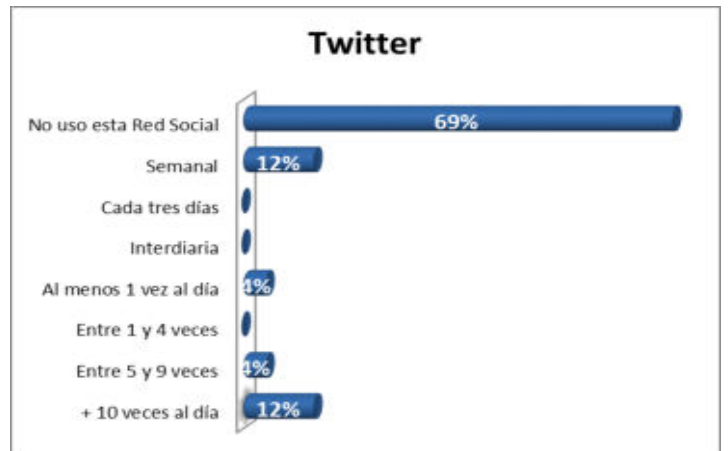 Twitter
No uso esta Red Social 69%
Semanal 12%
Cada tres días
Interdiaria
Al menos 1 vez al día 4%
Entre 1 y 4 veces
Entre 5 y 9 veces 4%
+ 10 veces al día 12%